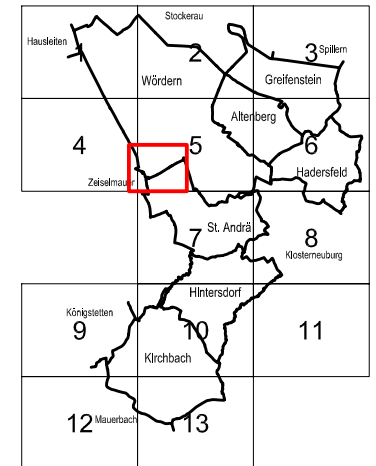 Stockerau
Hausleiten
1
2
3
Spillern
Wördern
Greifenstein
Altenberg
4
5
6
Hadersfeld
Zeiselmauer
St. Andrä
7
8
Klosterneuburg
HIntersdorf
Königstetten
9
10
11
KIrchbach
12
Mauerbach
13